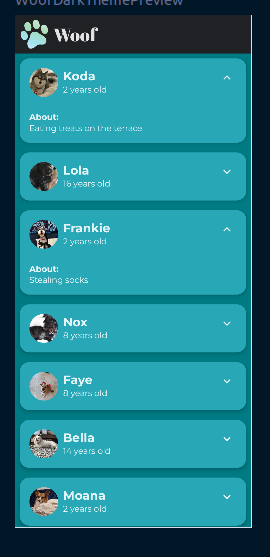 WoofDarkThemePreview
Woof
Koda
2 years old
About:
Eating treats on the terrace
Lola
16 years old
Frankie
2 years old
About:
Stealing socks
Nox
8 years old
Faye
8 years old
Bella
14 years old
Moana
2 years old